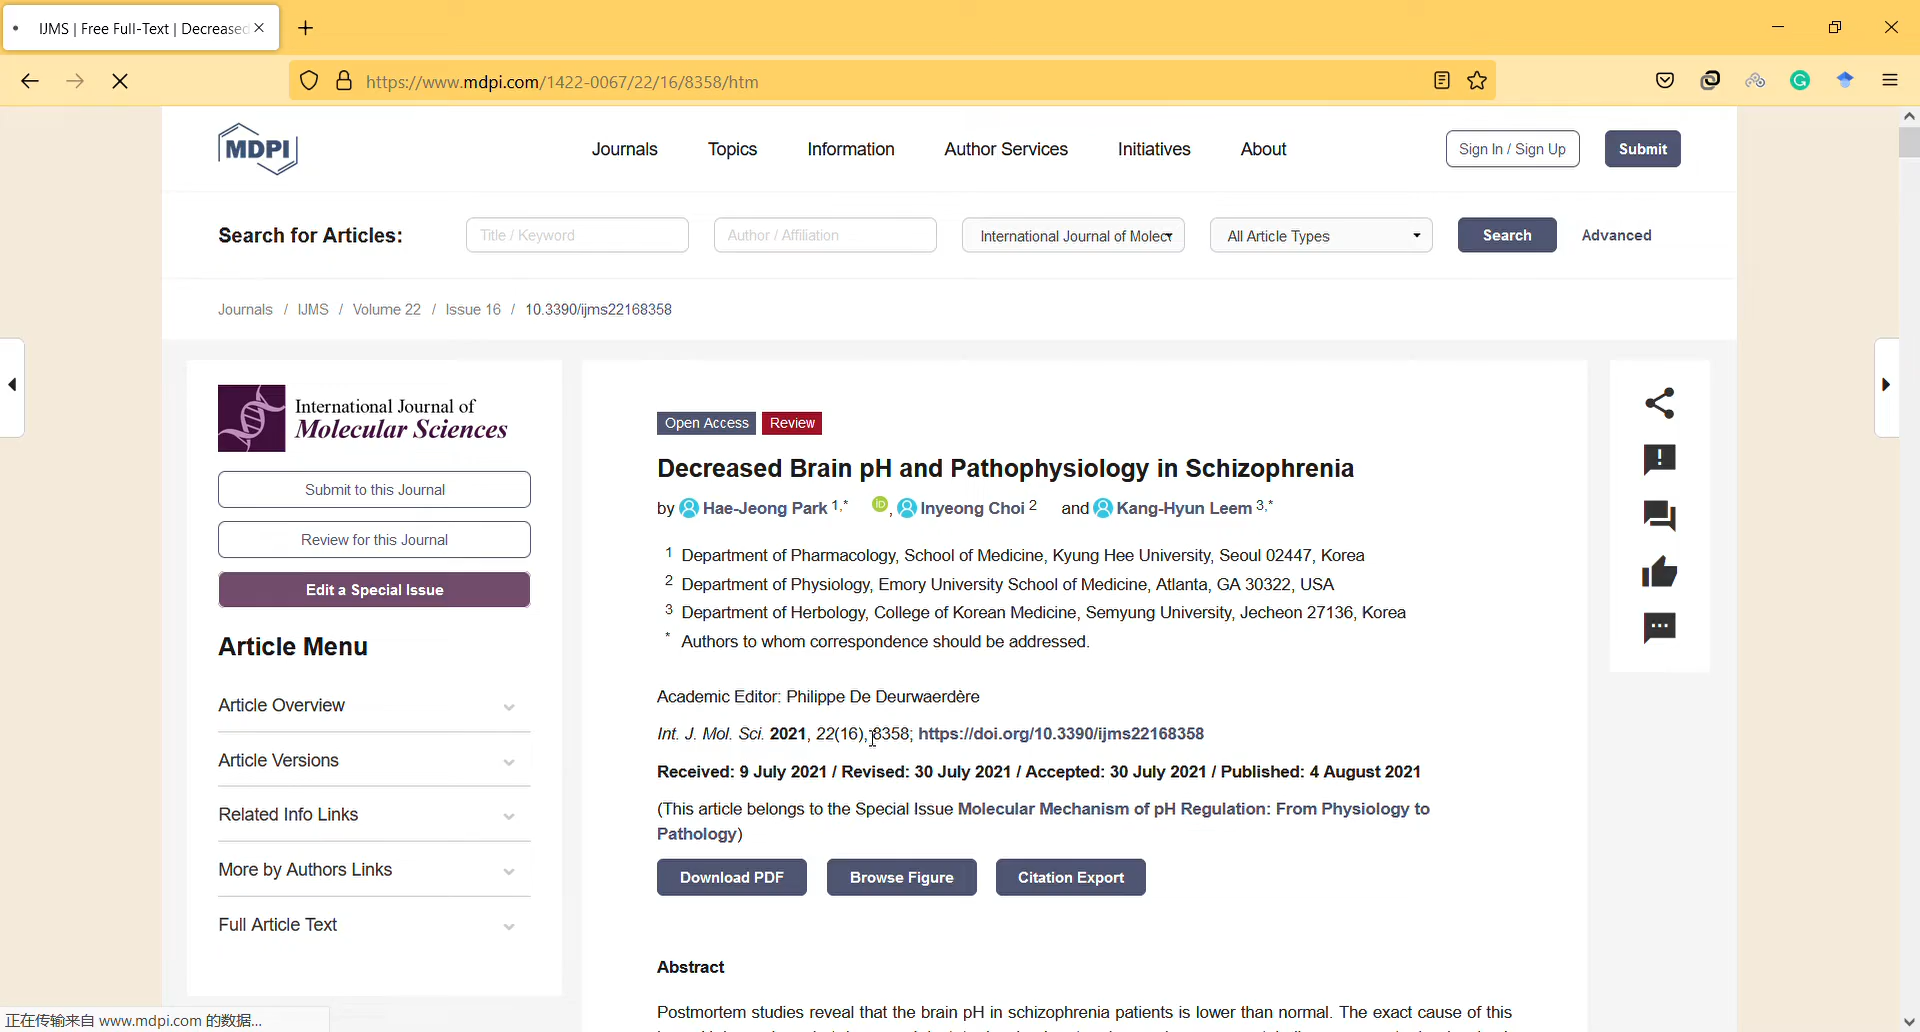 IJMS | Free Full-Text | Decreased
https://www.mdpi.com/1422-0067/22/16/8358/htm
MDPI
Journals
Topics
Information
Author Services
Initiatives
About
Sign In / Sign Up
Submit
Search for Articles:
Title / Keyword
Author / Affiliation
International Journal of Molec
All Article Types
Search
Advanced
Journals / IJMS / Volume 22 / Issue 16 / 10.3390/ijms22168358
International Journal of
Molecular Sciences
Submit to this Journal
Review for this Journal
Edit a Special Issue
Article Menu
Article Overview
Article Versions
Related Info Links
More by Authors Links
Full Article Text
Open Access
Review
Decreased Brain pH and Pathophysiology in Schizophrenia
by Hae-Jeong Park 1,* iD, Inyeong Choi 2 and Kang-Hyun Leem 3,*
1 Department of Pharmacology, School of Medicine, Kyung Hee University, Seoul 02447, Korea
2 Department of Physiology, Emory University School of Medicine, Atlanta, GA 30322, USA
3 Department of Herbology, College of Korean Medicine, Semyung University, Jecheon 27136, Korea
* Authors to whom correspondence should be addressed.
Academic Editor: Philippe De Deurwaerdère
Int. J. Mol. Sci. 2021, 22(16), 8358; https://doi.org/10.3390/ijms22168358
Received: 9 July 2021 / Revised: 30 July 2021 / Accepted: 30 July 2021 / Published: 4 August 2021
(This article belongs to the Special Issue Molecular Mechanism of pH Regulation: From Physiology to
Pathology)
Download PDF
Browse Figure
Citation Export
Abstract
Postmortem studies reveal that the brain pH in schizophrenia patients is lower than normal. The exact cause of this
正在传输来自 www.mdpi.com 的数据...